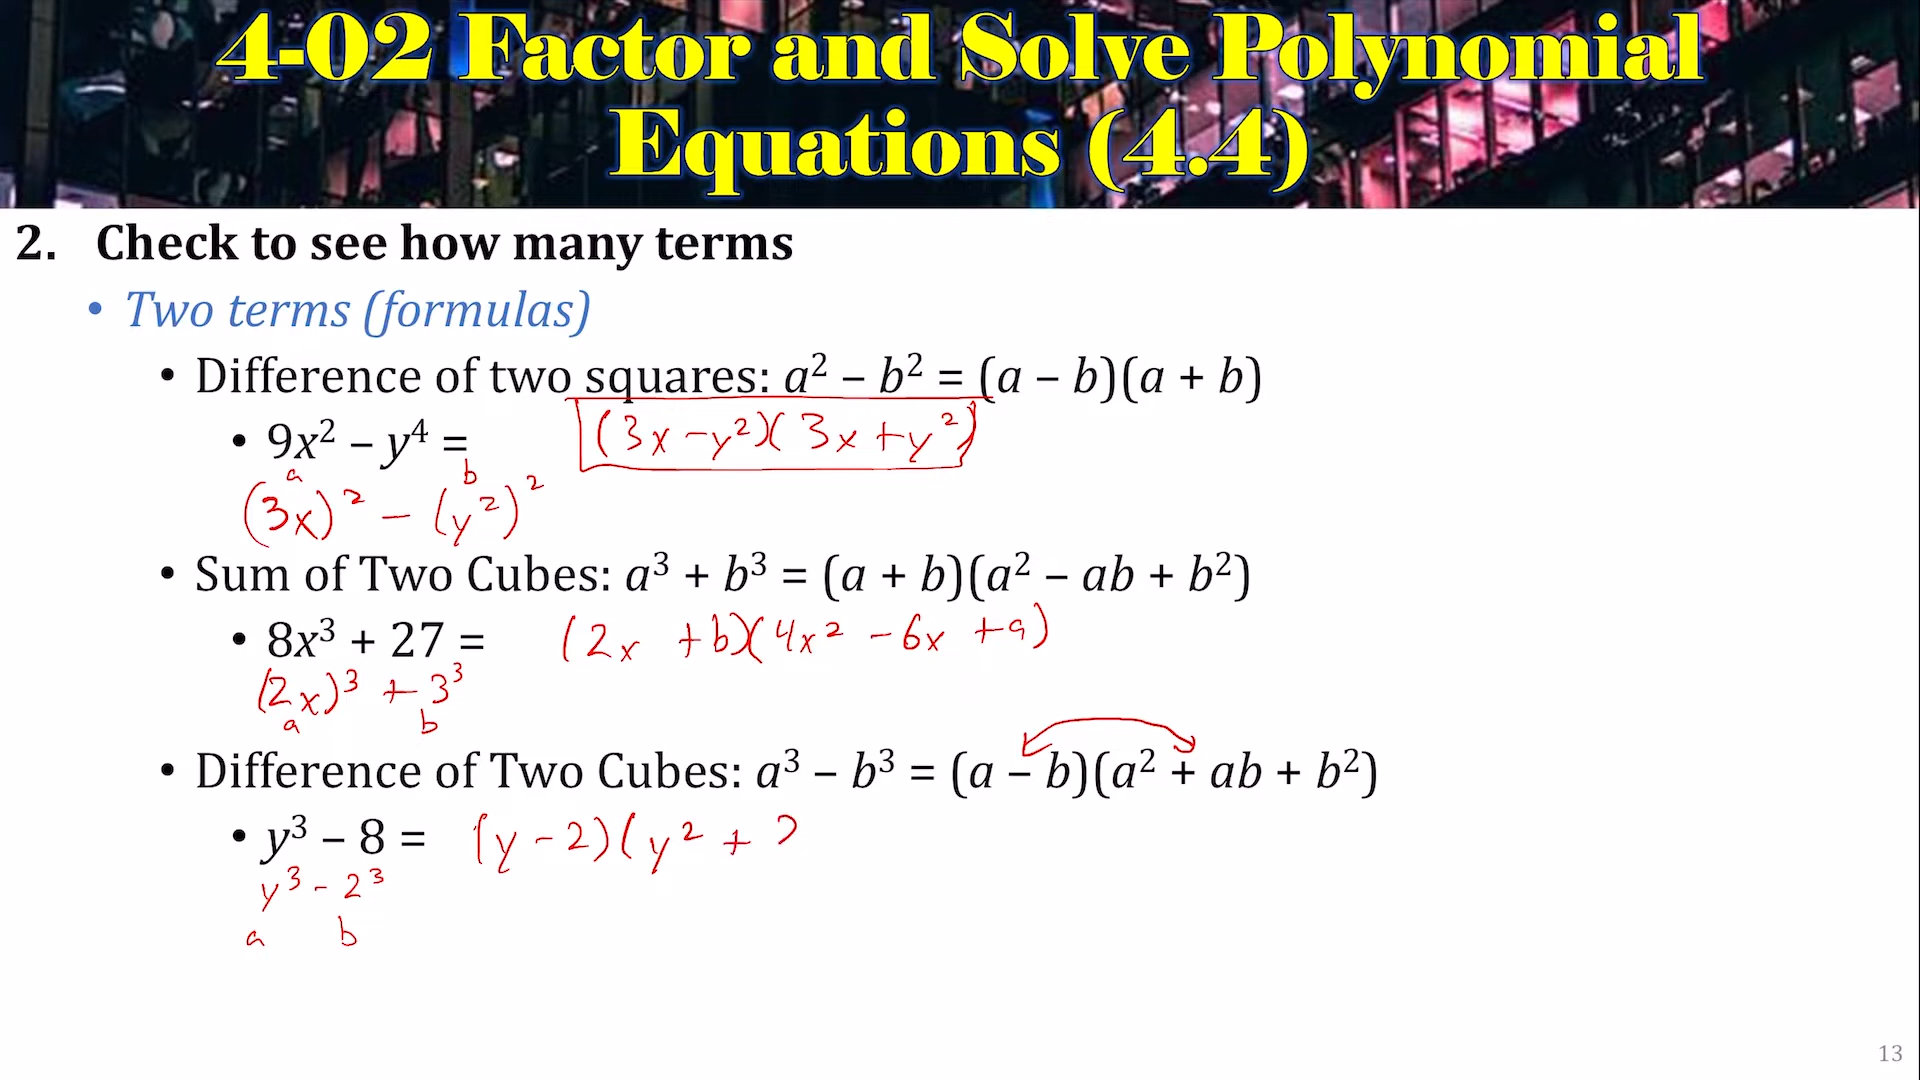 4-02 Factor and Solve Polynomial
Equations (4.4)
2. Check to see how many terms
• Two terms (formulas)
• Difference of two squares: a² – b² = (a – b)(a + b)
• 9x² – y⁴ = (3x – y²)(3x + y²)
a b
(3x)² – (y²)²
• Sum of Two Cubes: a³ + b³ = (a + b)(a² – ab + b²)
• 8x³ + 27 = (2x + b)(4x² – 6x + 9)
(2x)³ + 3³
a b
• Difference of Two Cubes: a³ – b³ = (a – b)(a² + ab + b²)
• y³ – 8 = (y – 2)(y² + 2
y³ – 2³
a b
13